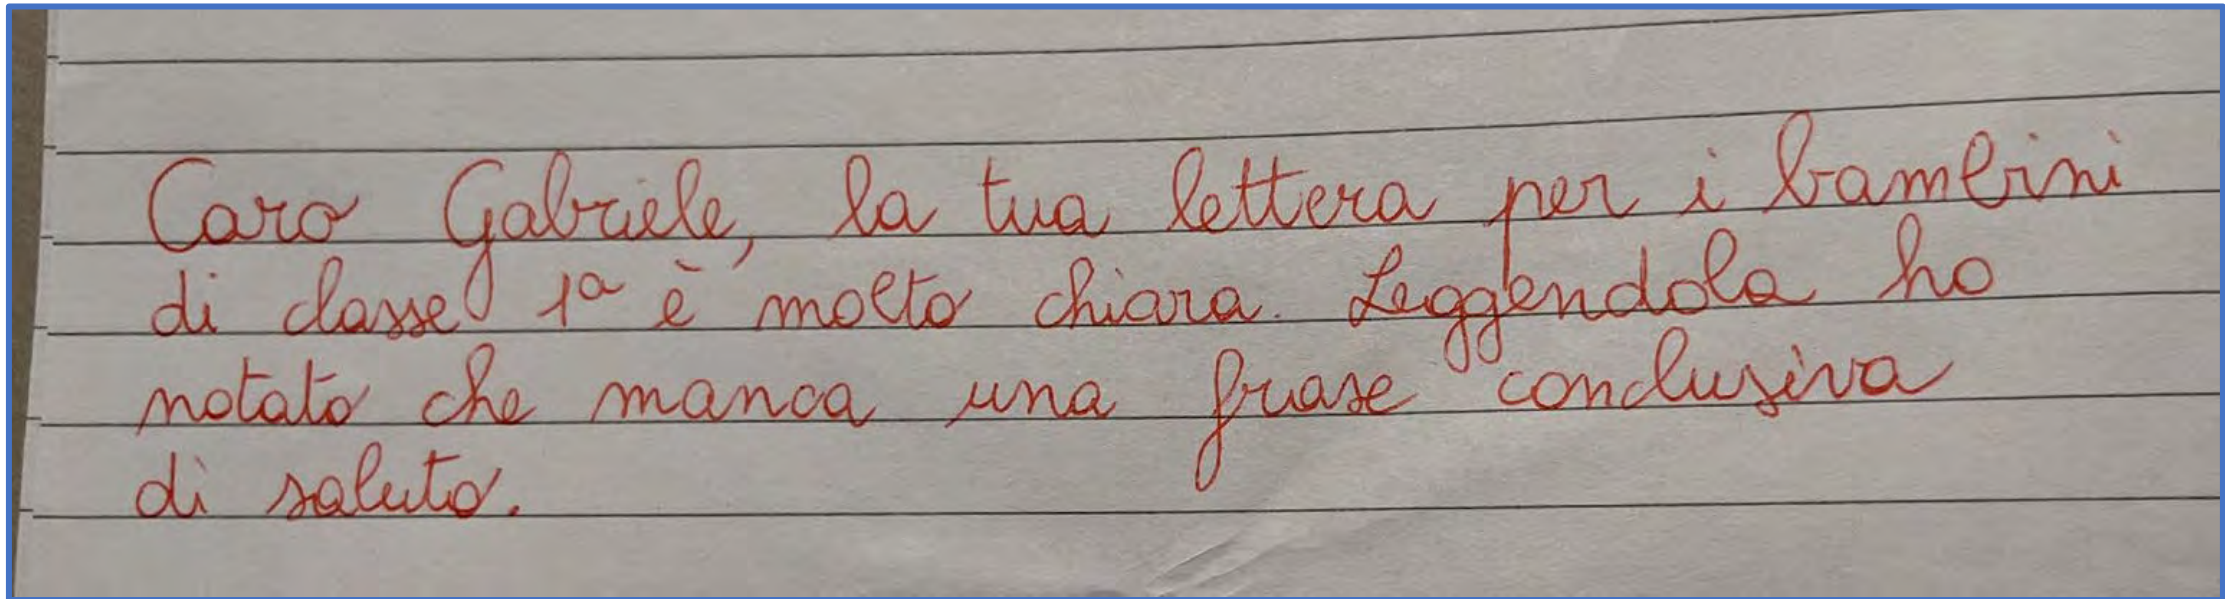 Caro Gabriele, la tua lettera per i bambini
di classe 1ª è molto chiara. Leggendola ho
notato che manca una frase conclusiva
di saluto.